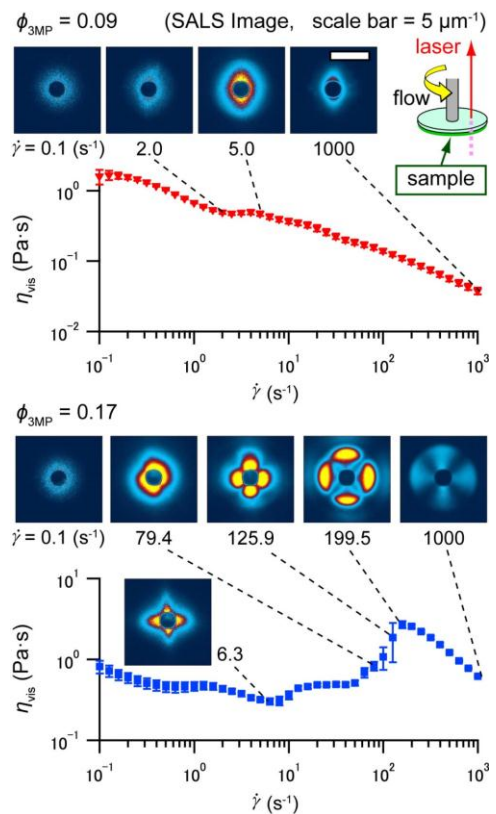 ϕ3MP = 0.09 (SALS Image, scale bar = 5 µm⁻¹)
laser
flow
sample
γ̇ = 0.1 (s⁻¹) 2.0 5.0 1000
10⁰
10⁻¹
10⁻²
ηvis (Pa·s)
10⁻¹ 10⁰ 10¹ 10² 10³
γ̇ (s⁻¹)
ϕ3MP = 0.17
γ̇ = 0.1 (s⁻¹) 79.4 125.9 199.5 1000
10¹
6.3
10⁰
10⁻¹
ηvis (Pa·s)
10⁻¹ 10⁰ 10¹ 10² 10³
γ̇ (s⁻¹)